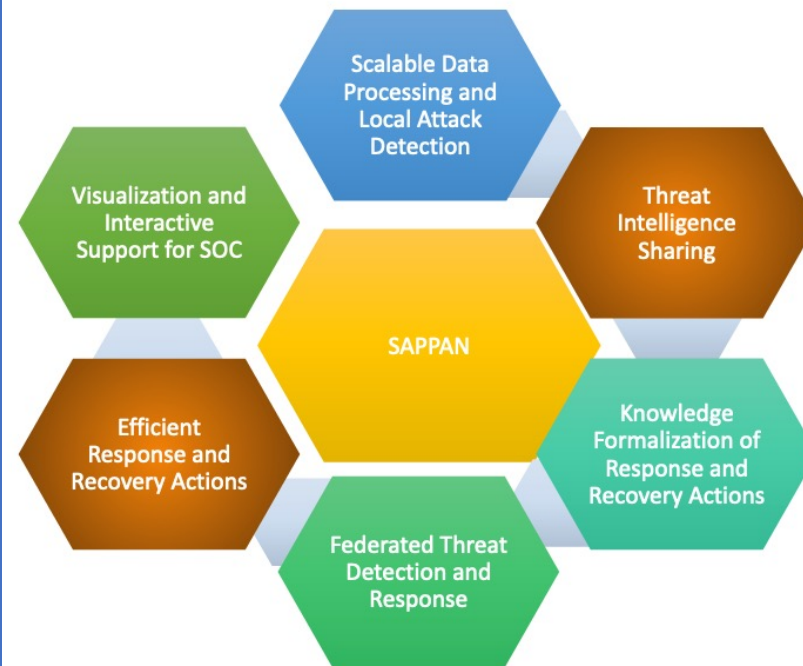 Scalable Data
Processing and
Local Attack
Detection
Visualization and
Interactive
Support for SOC
Threat
Intelligence
Sharing
SAPPAN
Efficient
Response and
Recovery Actions
Knowledge
Formalization of
Response and
Recovery Actions
Federated Threat
Detection and
Response